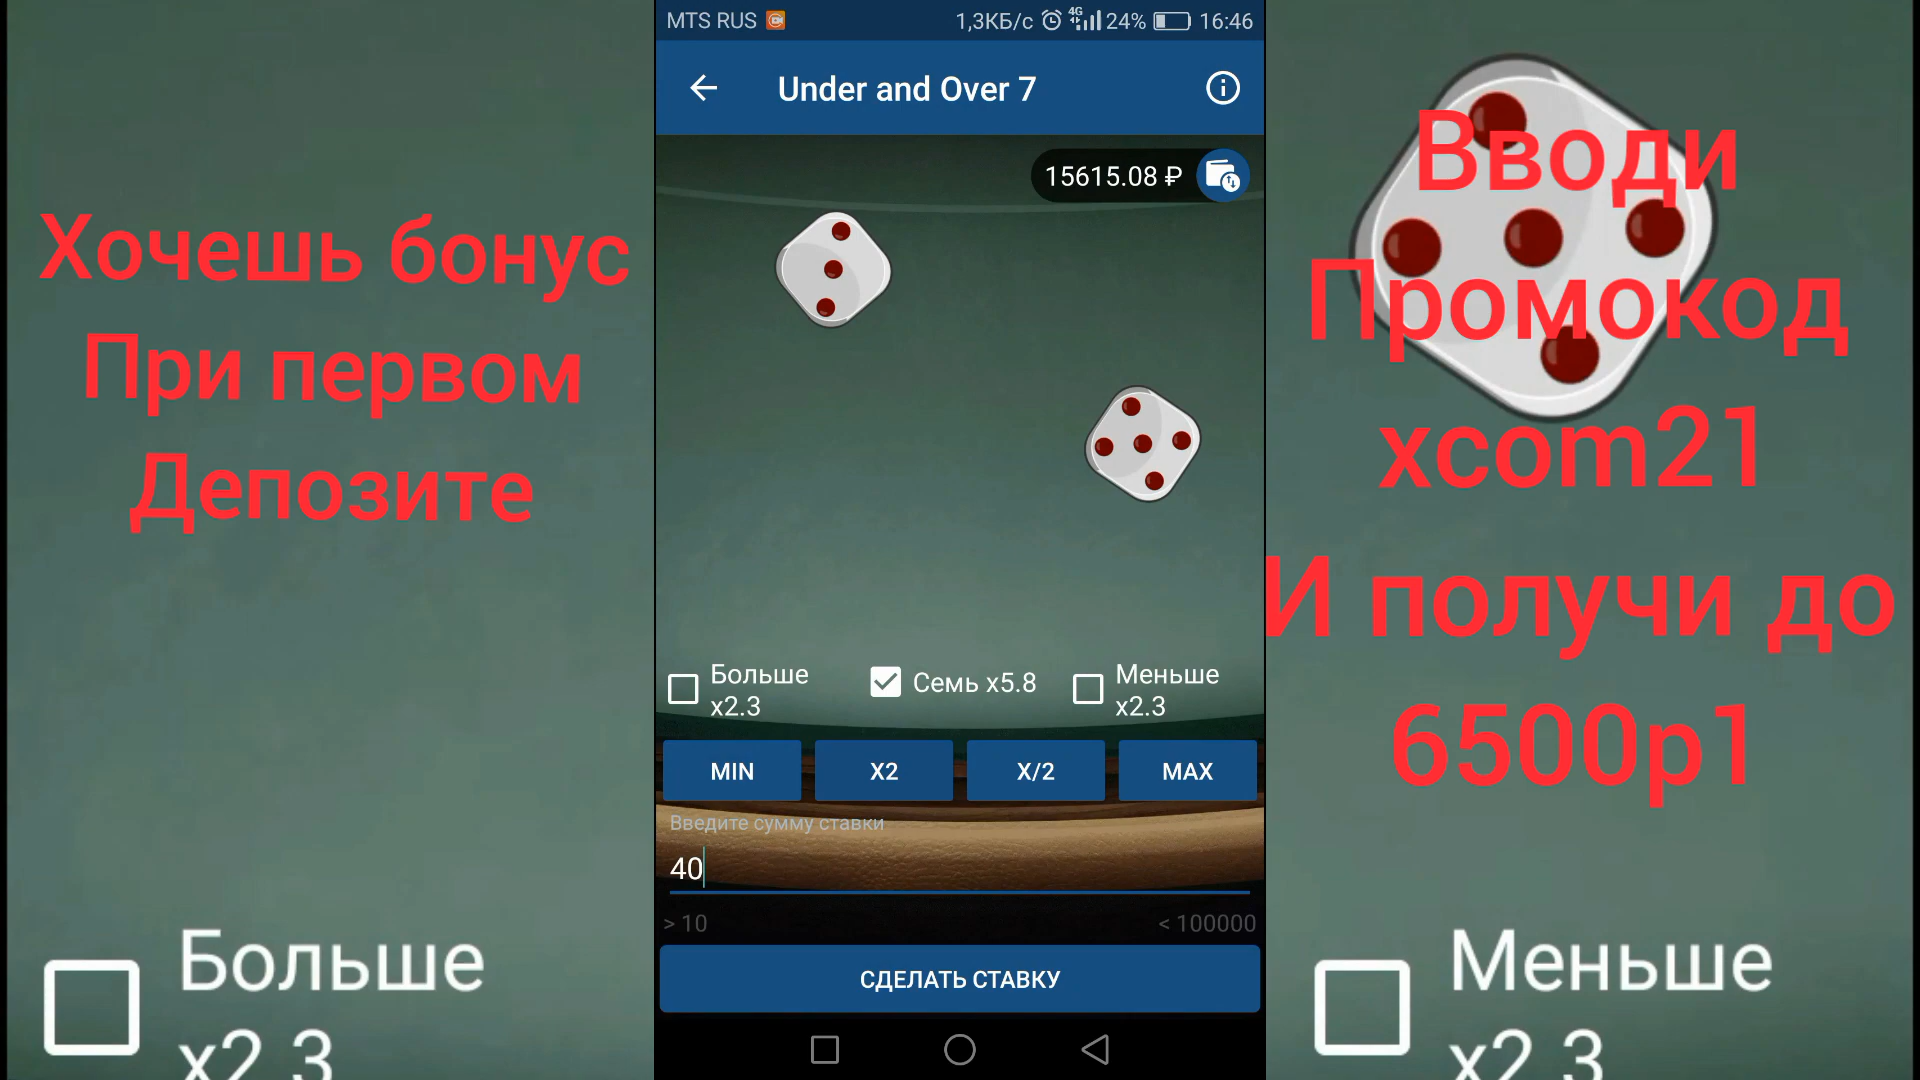 MTS RUS 1,3КБ/с 4G 24% 16:46
Under and Over 7
15615.08 ₽
Хочешь бонус
При первом
Депозите
Вводи
Промокод
xcom21
И получи до
6500р1
Больше
x2.3
Семь x5.8
Меньше
x2.3
MIN X2 X/2 MAX
Введите сумму ставки
40
> 10 < 100000
СДЕЛАТЬ СТАВКУ
Больше
x2.3
Меньше
x2.3